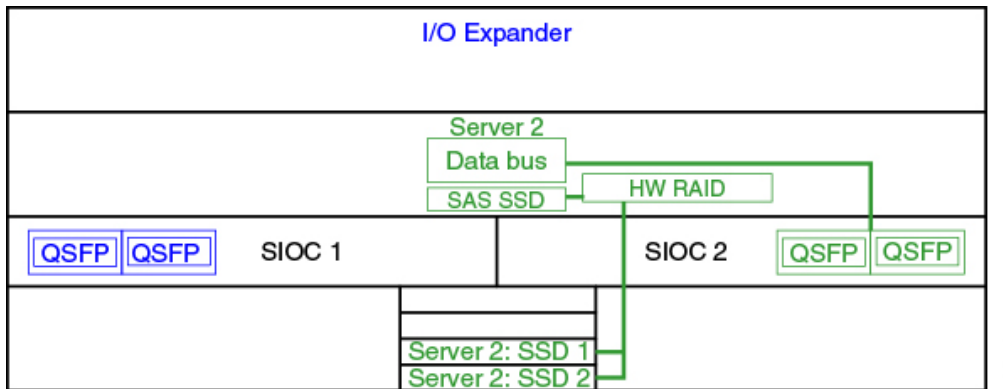 I/O Expander
Server 2
Data bus
HW RAID
SAS SSD
QSFP QSFP SIOC 1 SIOC 2 QSFP QSFP
Server 2: SSD 1
Server 2: SSD 2